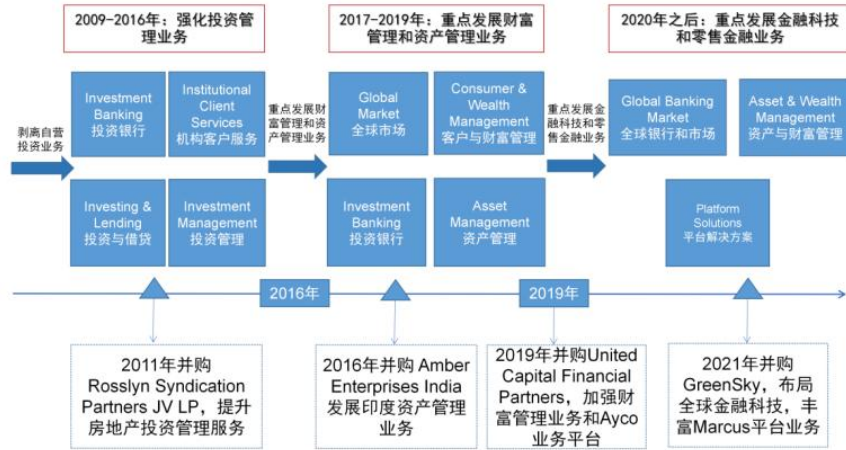 2009-2016年：强化投资管
理业务
2017-2019年：重点发展财富
管理和资产管理业务
2020年之后：重点发展金融科技
和零售金融业务
剥离自营
投资业务
Investment
Banking
投资银行
Institutional
Client
Services
机构客户服务
Investing &
Lending
投资与借贷
Investment
Management
投资管理
重点发展财
富管理和资
产管理业务
Global
Market
全球市场
Consumer &
Wealth
Management
客户与财富管理
Investment
Banking
投资银行
Asset
Management
资产管理
重点发展金
融科技和零
售金融业务
Global Banking
Market
全球银行和市场
Asset & Wealth
Management
资产与财富管理
Platform
Solutions
平台解决方案
2016年
2019年
2011年并购
Rosslyn Syndication
Partners JV LP，提升
房地产投资管理服务
2016年并购 Amber
Enterprises India
发展印度资产管理
业务
2019年并购United
Capital Financial
Partners，加强财
富管理业务和Ayco
业务平台
2021年并购
GreenSky，布局
全球金融科技，丰
富Marcus平台业务